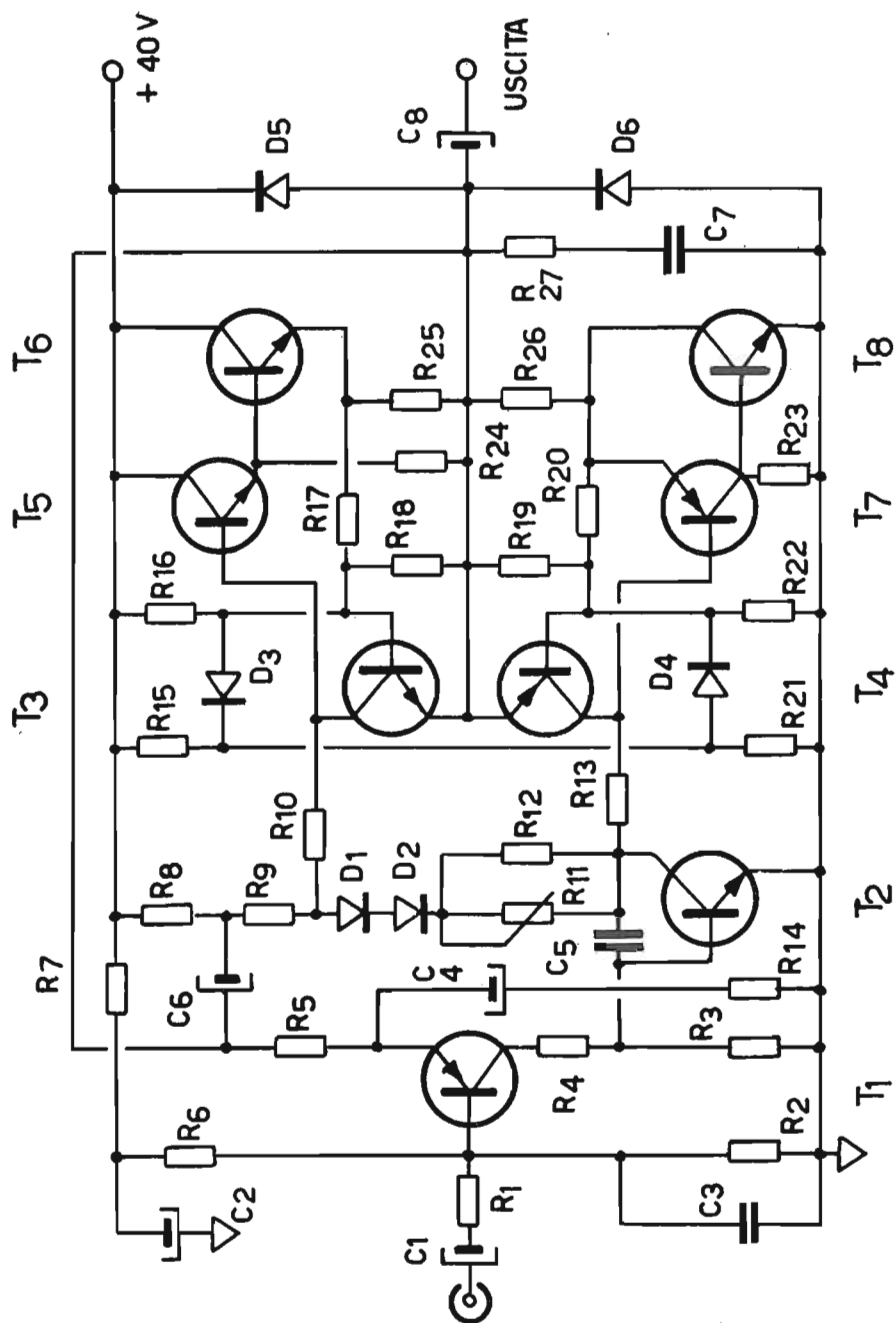 T3 T5 T6
R7
R8 R15 R16 + 40V
R6 C6 R9 D3 D5
C2 R10 R17
R5 D1
D2 R18 R25
C1 C8
C4 R24 USCITA
R1 R12 R19 R26
R4 R11 R13 R20 R27
C5 D6
D4
C3 R3 R14 R21 R22 R23 C7
R2
T1 T2 T4 T7 T8